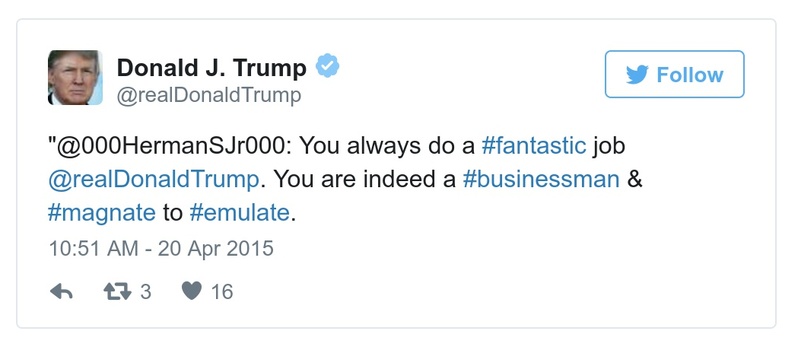 Donald J. Trump
@realDonaldTrump
Follow
"@000HermanSJr000: You always do a #fantastic job
@realDonaldTrump. You are indeed a #businessman &
#magnate to #emulate.
10:51 AM - 20 Apr 2015
3 16